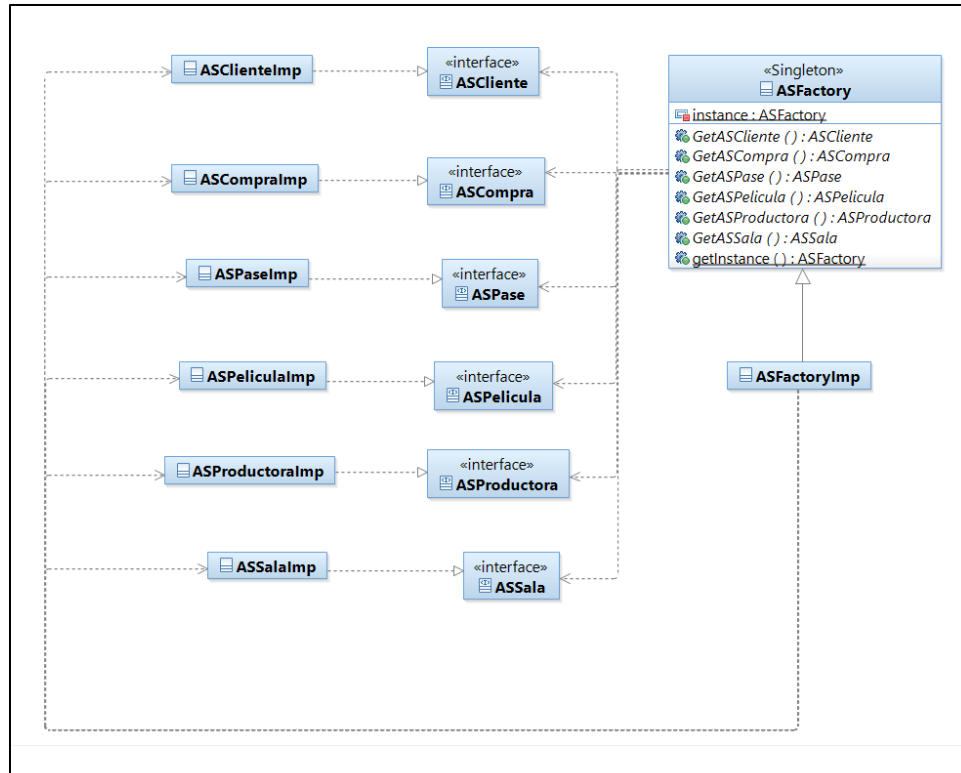 ASClienteImp
«interface»
ASCliente
ASCompraImp
«interface»
ASCompra
ASPaseImp
«interface»
ASPase
ASPeliculaImp
«interface»
ASPelicula
ASProductoraImp
«interface»
ASProductora
ASSalaImp
«interface»
ASSala
«Singleton»
ASFactory
instance : ASFactory
GetASCliente ( ) : ASCliente
GetASCompra ( ) : ASCompra
GetASPase ( ) : ASPase
GetASPelicula ( ) : ASPelicula
GetASProductora ( ) : ASProductora
GetASSala ( ) : ASSala
getInstance ( ) : ASFactory
ASFactoryImp